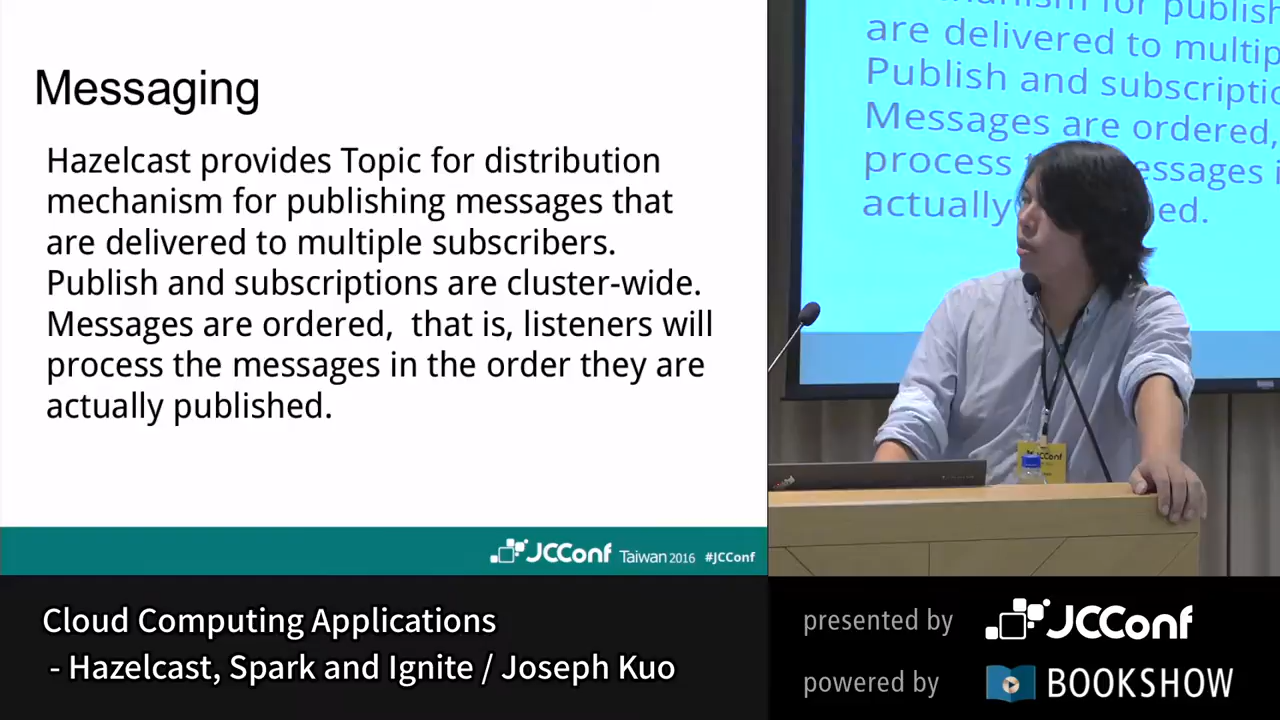 Messaging
Hazelcast provides Topic for distribution
mechanism for publishing messages that
are delivered to multiple subscribers.
Publish and subscriptions are cluster-wide.
Messages are ordered,  that is, listeners will
process the messages in the order they are
actually published.
JCConf Taiwan 2016 #JCConf
are delivered to multip
Publish and subscriptio
Messages are ordered,
process
essages i
actually
ed.
JCConf
Cloud Computing Applications
- Hazelcast, Spark and Ignite / Joseph Kuo
presented by JCConf
powered by BOOKSHOW